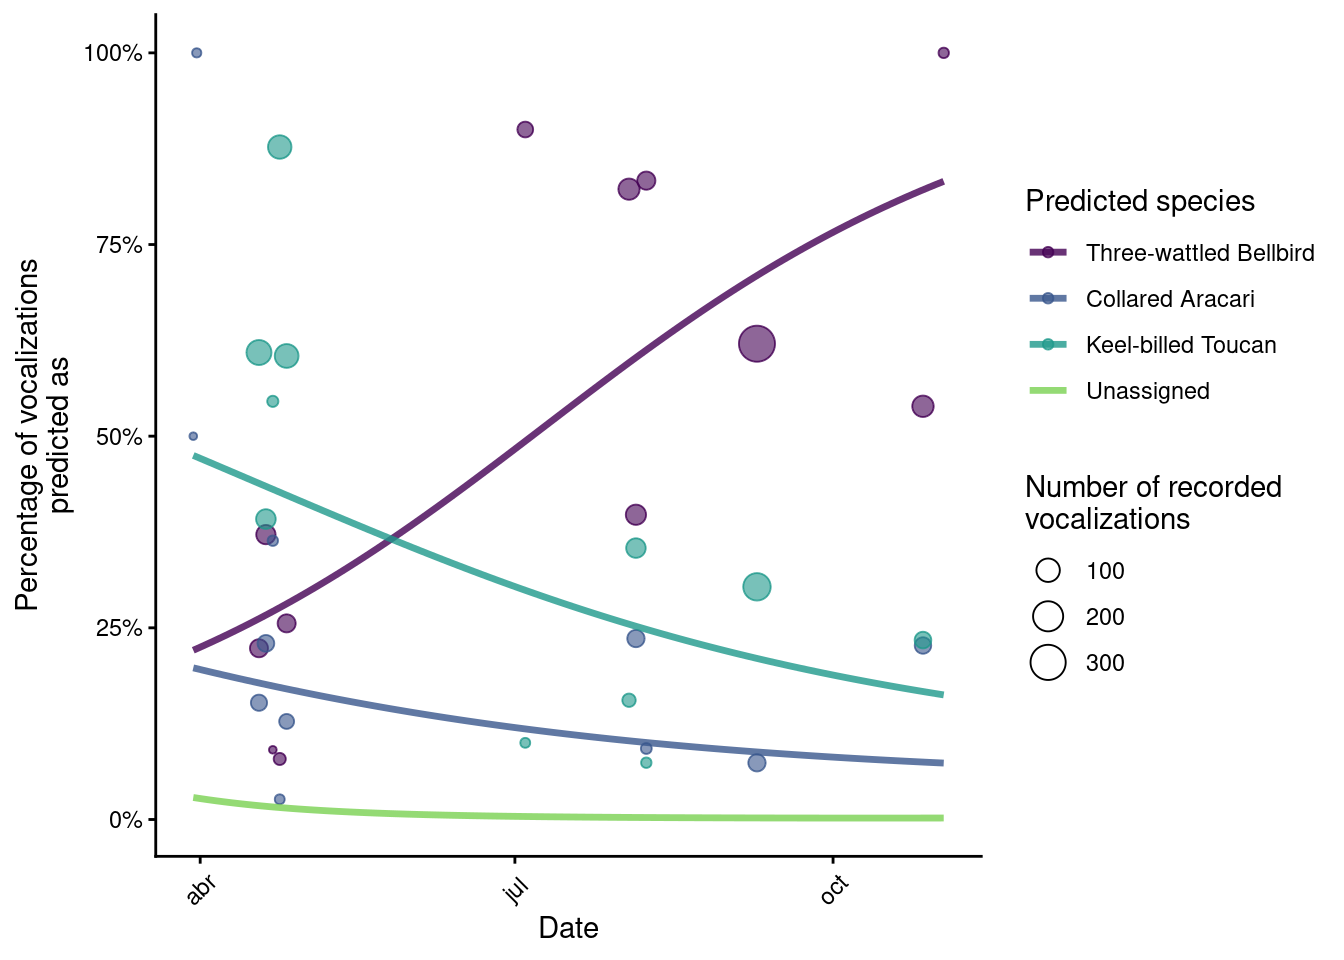 Percentage of vocalizations
predicted as
100%
75%
50%
25%
0%
abr
jul
oct
Date
Predicted species
Three-wattled Bellbird
Collared Aracari
Keel-billed Toucan
Unassigned
Number of recorded
vocalizations
100
200
300